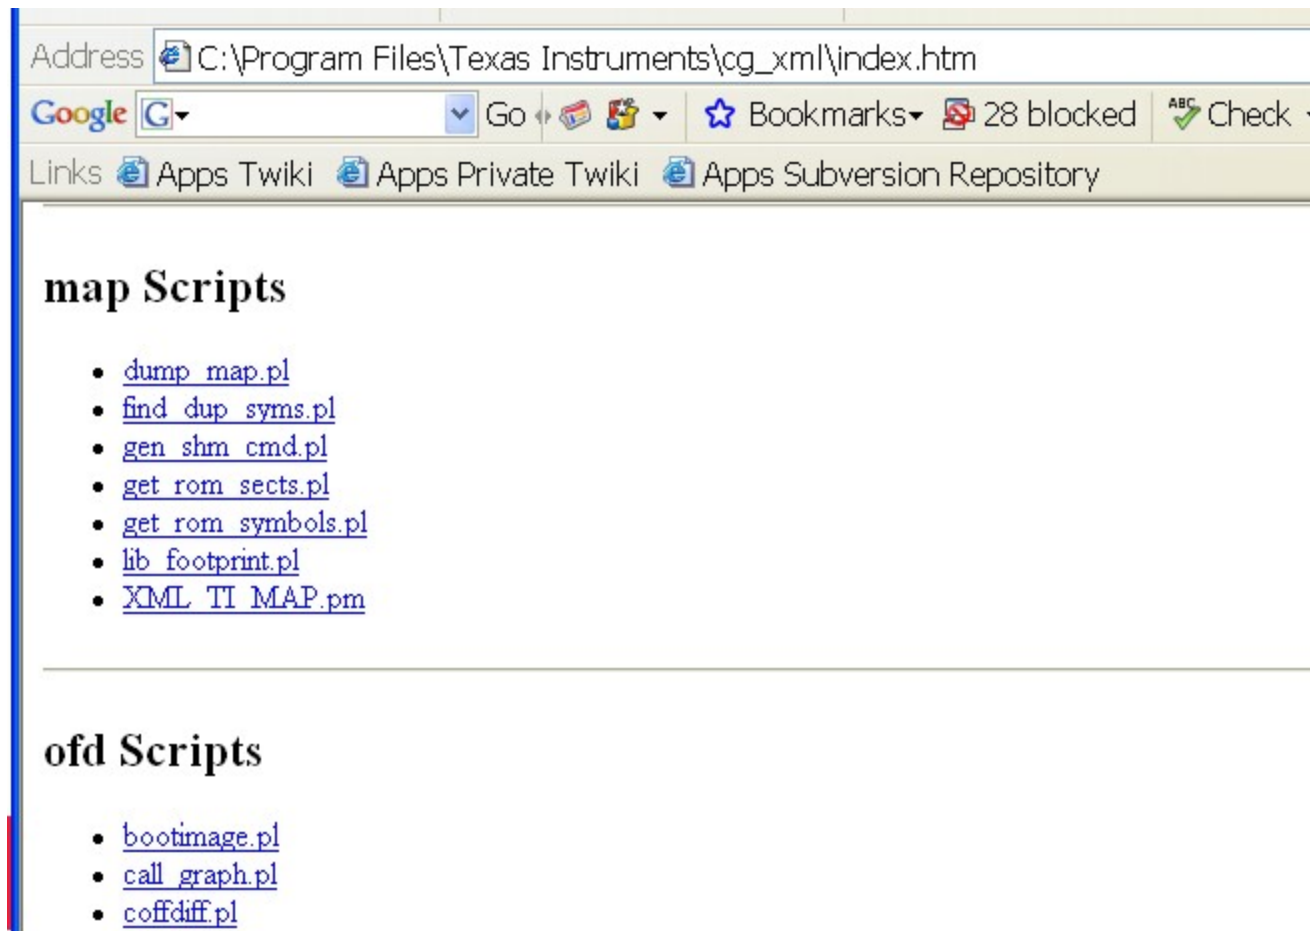 Address C:\Program Files\Texas Instruments\cg_xml\index.htm
Google G Go Bookmarks 28 blocked ABC Check
Links Apps Twiki Apps Private Twiki Apps Subversion Repository
map Scripts
• dump_map.pl
• find_dup_syms.pl
• gen_shm_cmd.pl
• get_rom_sects.pl
• get_rom_symbols.pl
• lib_footprint.pl
• XML_TI_MAP.pm
ofd Scripts
• bootimage.pl
• call_graph.pl
• coffdiff.pl